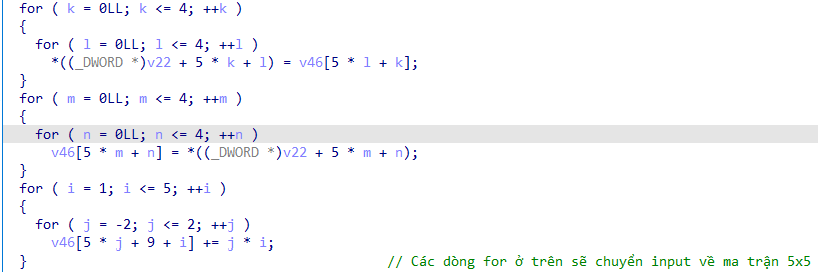 for ( k = 0LL; k <= 4; ++k )
{
for ( l = 0LL; l <= 4; ++l )
*((_DWORD *)v22 + 5 * k + l) = v46[5 * l + k];
}
for ( m = 0LL; m <= 4; ++m )
{
for ( n = 0LL; n <= 4; ++n )
v46[5 * m + n] = *((_DWORD *)v22 + 5 * m + n);
}
for ( i = 1; i <= 5; ++i )
{
for ( j = -2; j <= 2; ++j )
v46[5 * j + 9 + i] += j * i;
} // Các dòng for ở trên sẽ chuyển input về ma trận 5x5